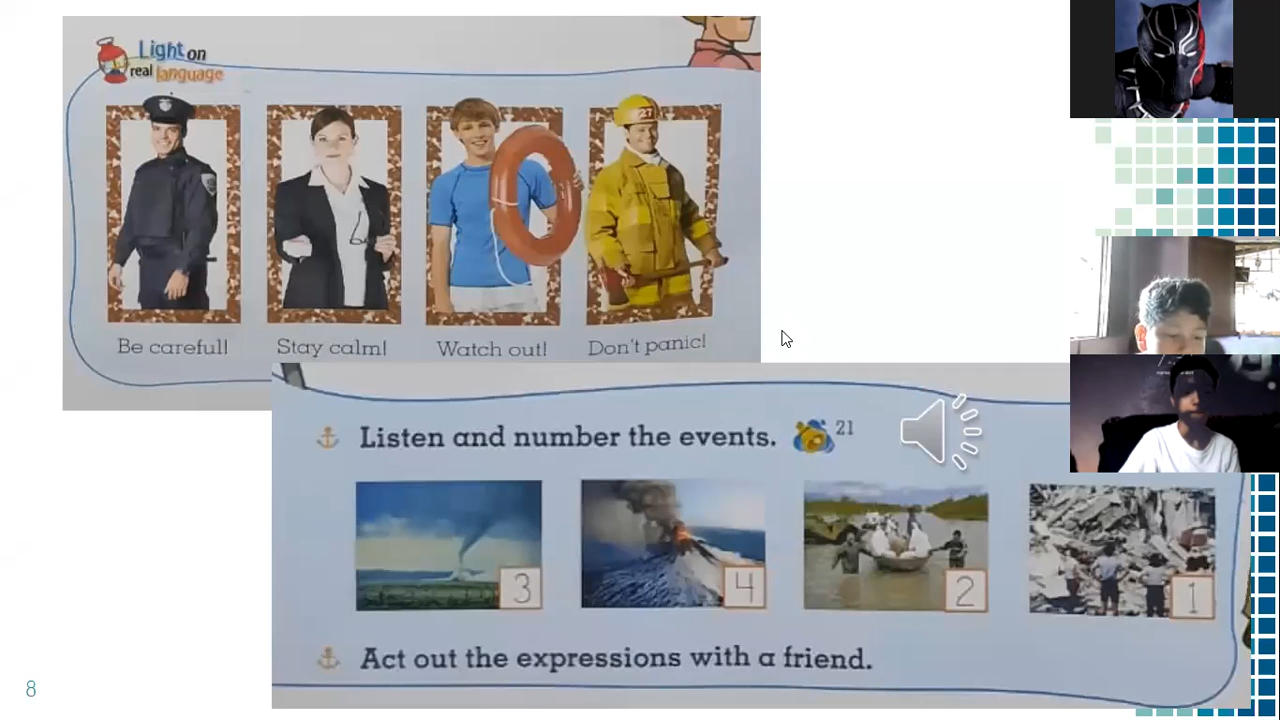 Light on
real language
27
Be careful! Stay calm! Watch out! Don't panic!
Listen and number the events. 21
3 4 2 1
Act out the expressions with a friend.
8